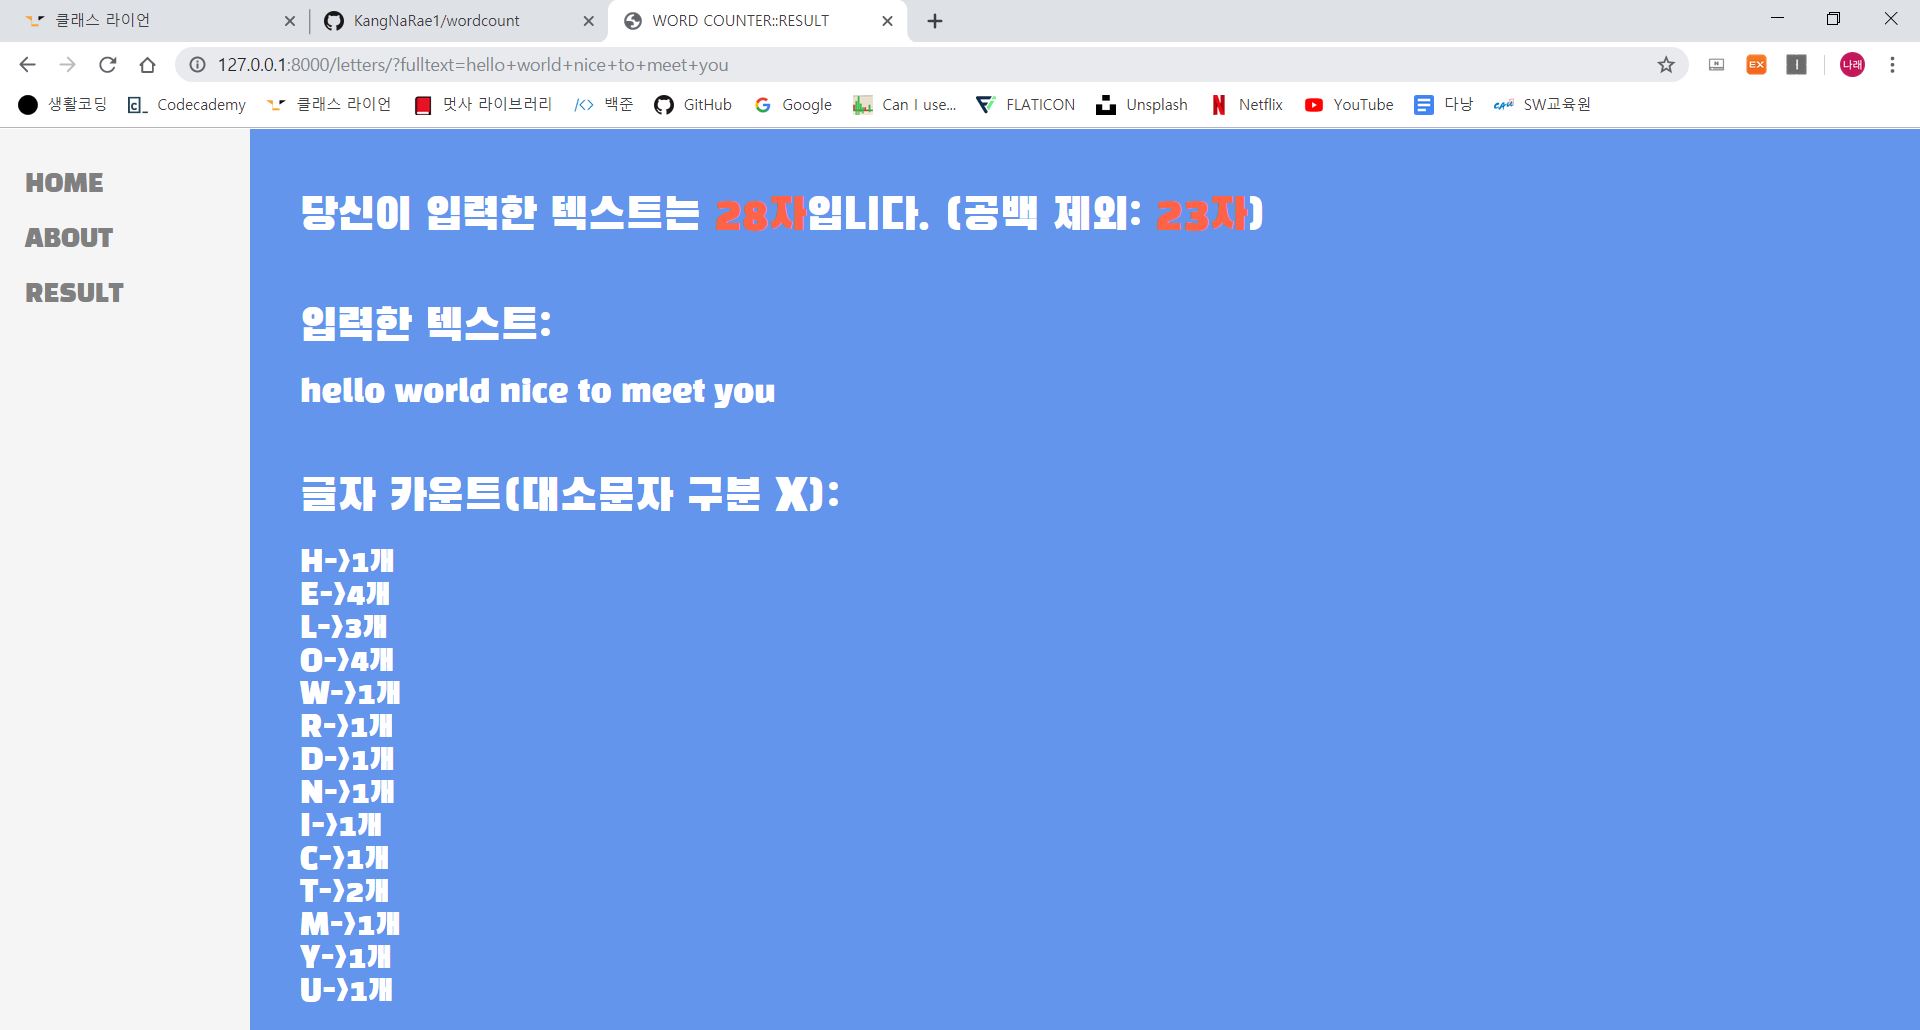 클래스 라이언
KangNaRae1/wordcount
WORD COUNTER::RESULT
127.0.0.1:8000/letters/?fulltext=hello+world+nice+to+meet+you
EX
나래
생활코딩 Codecademy 클래스 라이언 멋사 라이브러리 백준 GitHub Google Can I use... FLATICON Unsplash Netflix YouTube 다낭 SW교육원
HOME
ABOUT
RESULT
당신이 입력한 텍스트는 28자입니다. (공백 제외: 23자)
입력한 텍스트:
hello world nice to meet you
글자 카운트(대소문자 구분 X):
H->1개
E->4개
L->3개
O->4개
W->1개
R->1개
D->1개
N->1개
I->1개
C->1개
T->2개
M->1개
Y->1개
U->1개